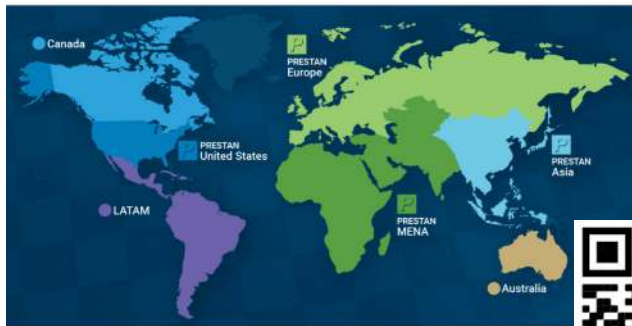 Canada
P
PRESTAN
Europe
P
PRESTAN
United States
P
PRESTAN
Asia
LATAM
P
PRESTAN
MENA
Australia